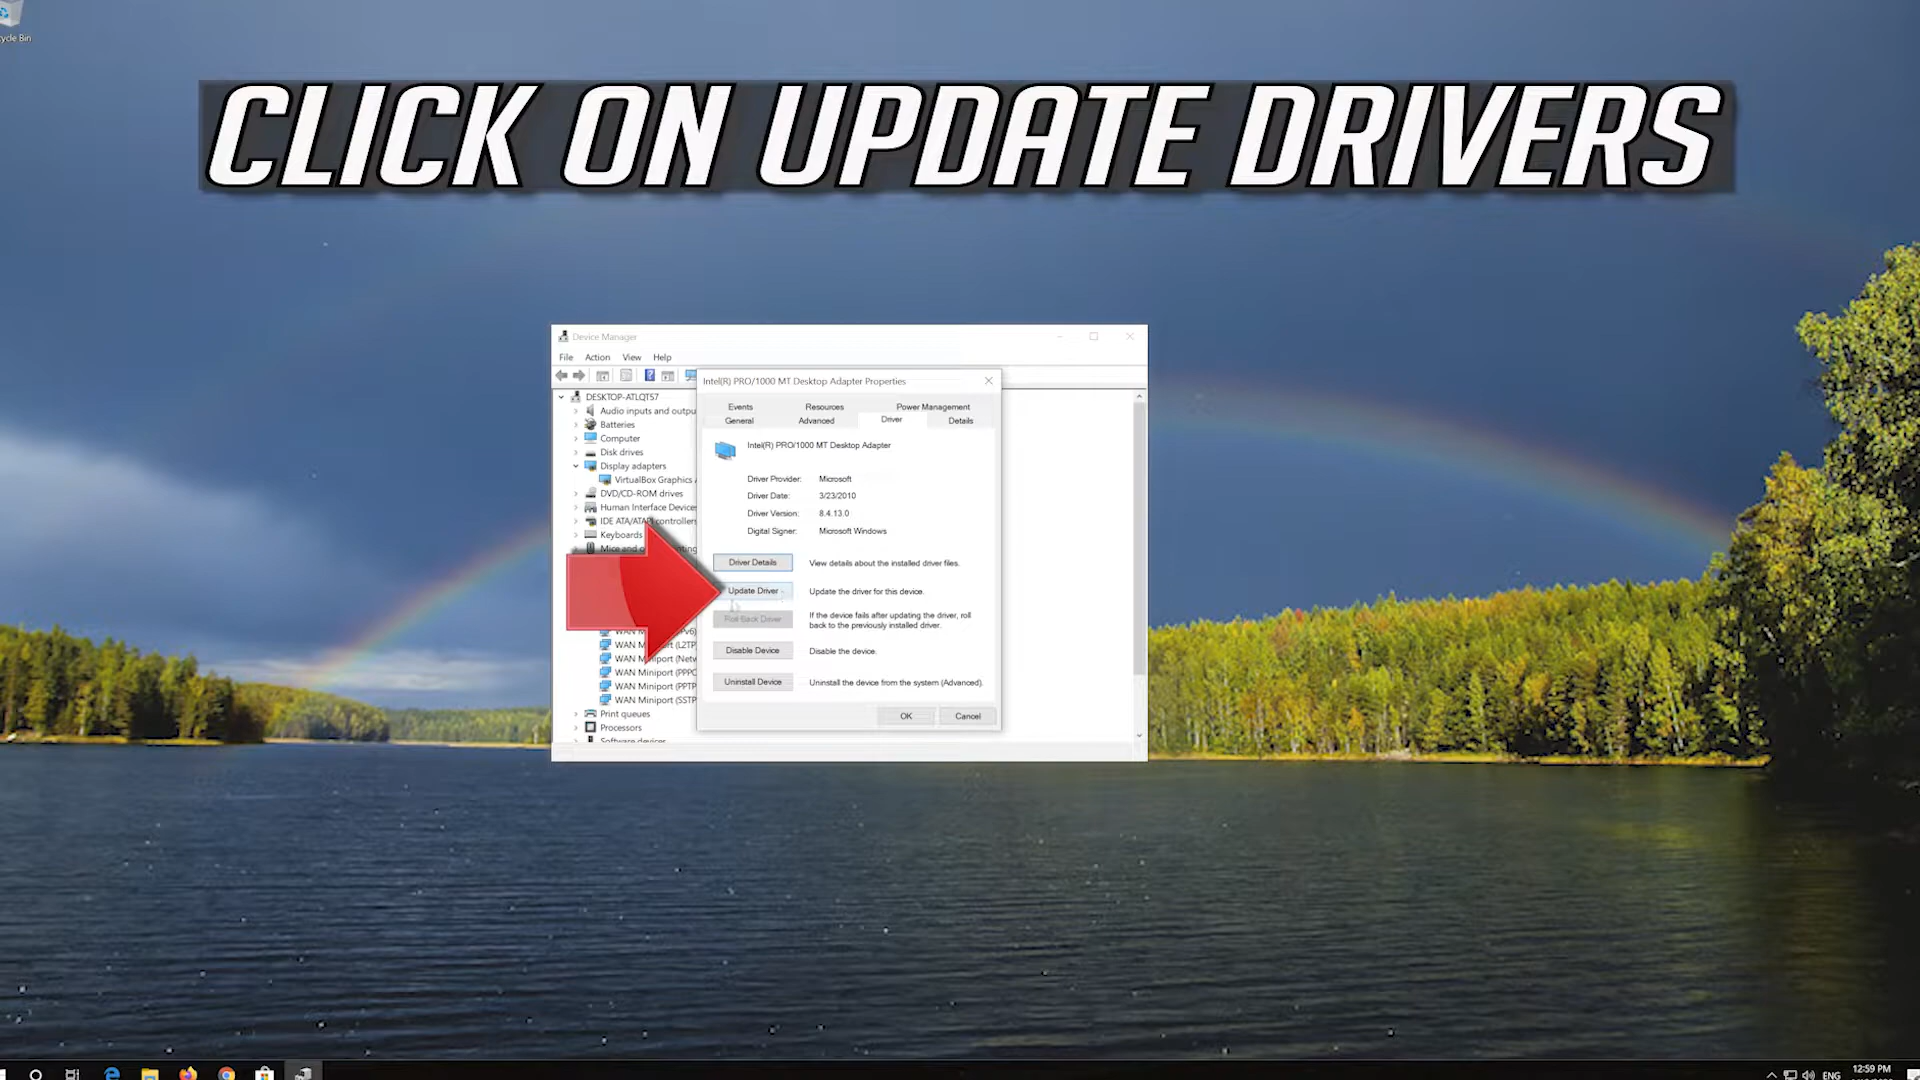 cycle Bin
CLICK ON UPDATE DRIVERS
Device Manager
File Action View Help
DESKTOP-ATLQTS7
Audio inputs and outpu
Batteries
Computer
Disk drives
Display adapters
VirtualBox Graphics A
DVD/CD-ROM drives
Human Interface Devices
IDE ATA/ATAPI controllers
Keyboards
Mice and
WAN Miniport (L2TP
WAN Miniport (Netw
WAN Miniport (PPPO
WAN Miniport (PPTP
WAN Miniport (SSTP
Print queues
Processors
Software devices
Intel(R) PRO/1000 MT Desktop Adapter Properties
Events Resources Power Management
General Advanced Driver Details
Intel(R) PRO/1000 MT Desktop Adapter
Driver Provider: Microsoft
Driver Date: 3/23/2010
Driver Version: 8.4.13.0
Digital Signer: Microsoft Windows
Driver Details View details about the installed driver files.
Update Driver Update the driver for this device.
Roll Back Driver If the device fails after updating the driver, roll
back to the previously installed driver.
Disable Device Disable the device.
Uninstall Device Uninstall the device from the system (Advanced).
OK Cancel
ENG 12:59 PM